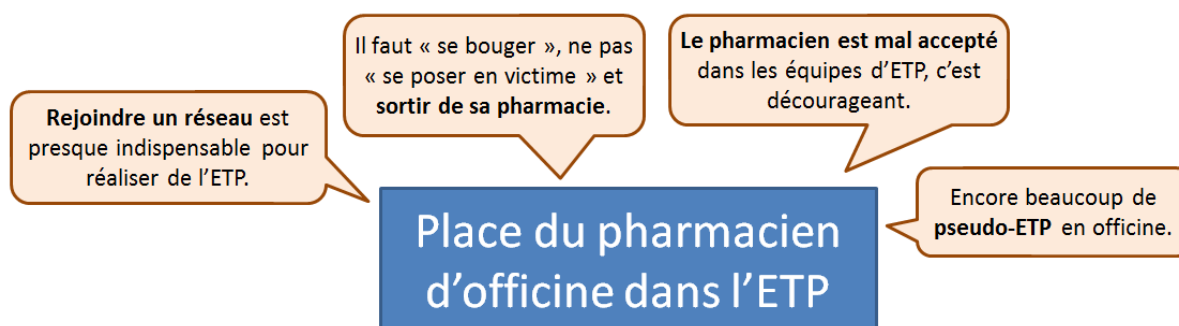 Rejoindre un réseau est
presque indispensable pour
réaliser de l’ETP.
Il faut « se bouger », ne pas
« se poser en victime » et
sortir de sa pharmacie.
Le pharmacien est mal accepté
dans les équipes d’ETP, c’est
décourageant.
Encore beaucoup de
pseudo-ETP en officine.
Place du pharmacien
d’officine dans l’ETP